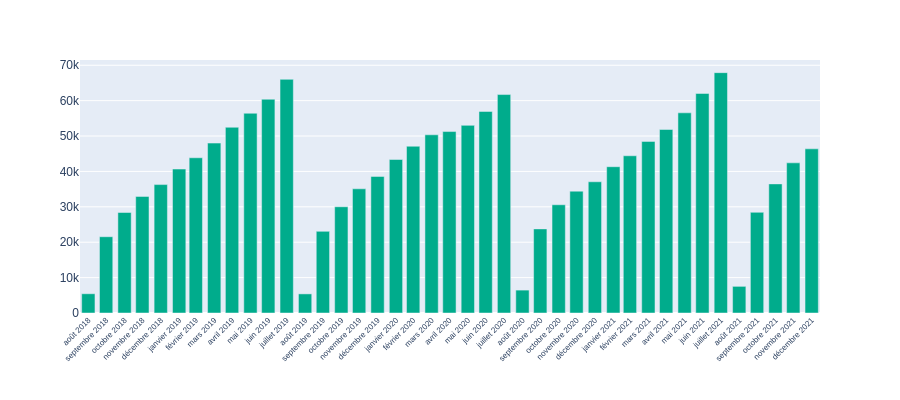 70k
60k
50k
40k
30k
20k
10k
0
août 2018
septembre 2018
octobre 2018
novembre 2018
décembre 2018
janvier 2019
février 2019
mars 2019
avril 2019
mai 2019
juin 2019
juillet 2019
août 2019
septembre 2019
octobre 2019
novembre 2019
décembre 2019
janvier 2020
février 2020
mars 2020
avril 2020
mai 2020
juin 2020
juillet 2020
août 2020
septembre 2020
octobre 2020
novembre 2020
décembre 2020
janvier 2021
février 2021
mars 2021
avril 2021
mai 2021
juin 2021
juillet 2021
août 2021
septembre 2021
octobre 2021
novembre 2021
décembre 2021